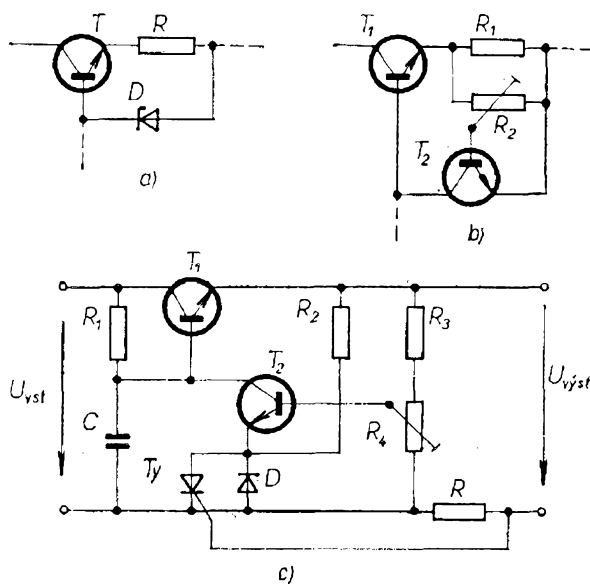 T R
D
a)
T₁ R₁
R₂
T₂
b)
T₁
R₁ R₂ R₃
T₂
Uvst Uvýst
C R₄
Ty D R
c)